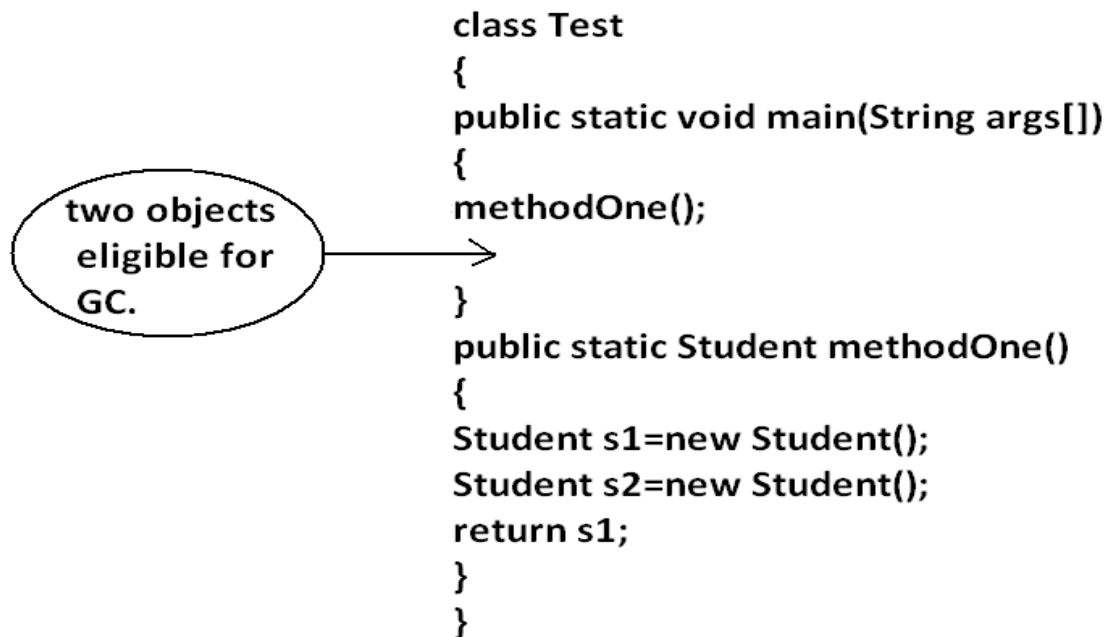 class Test
{
public static void main(String args[])
{
methodOne();
two objects
eligible for
GC.
}
public static Student methodOne()
{
Student s1=new Student();
Student s2=new Student();
return s1;
}
}